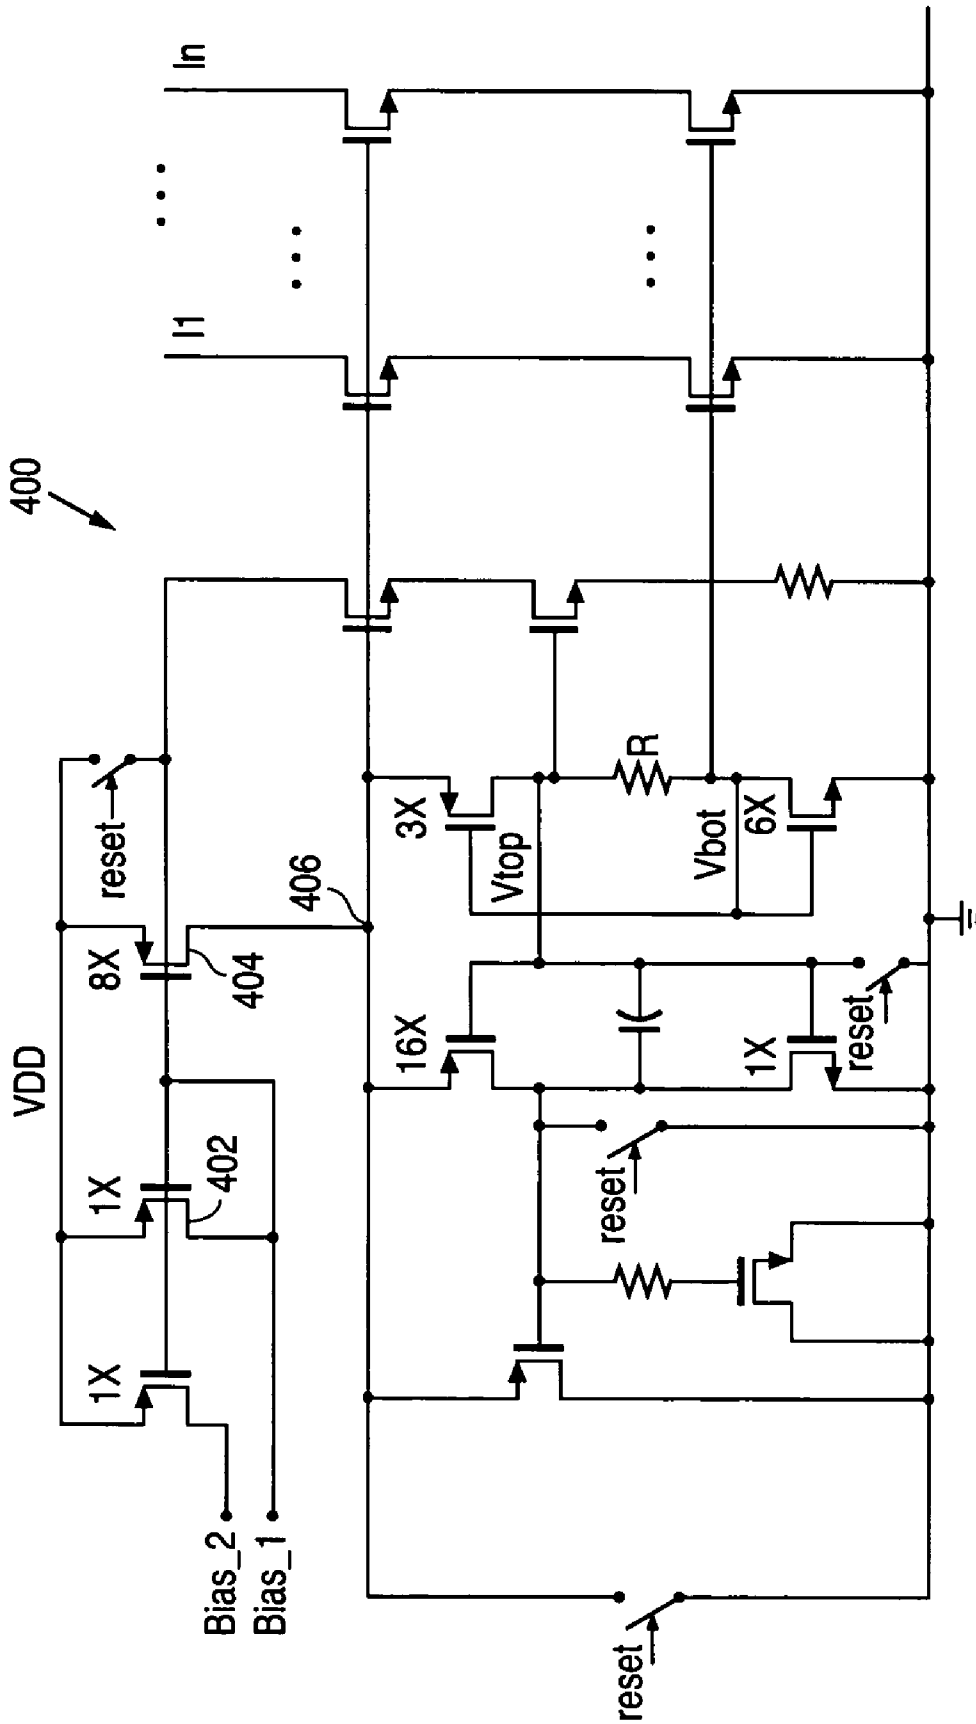 400
VDD
1X
1X
8X
reset
402
404
406
Bias_2
Bias_1
I1
In
16X
3X
Vtop
R
Vbot
6X
1X
reset
reset
reset